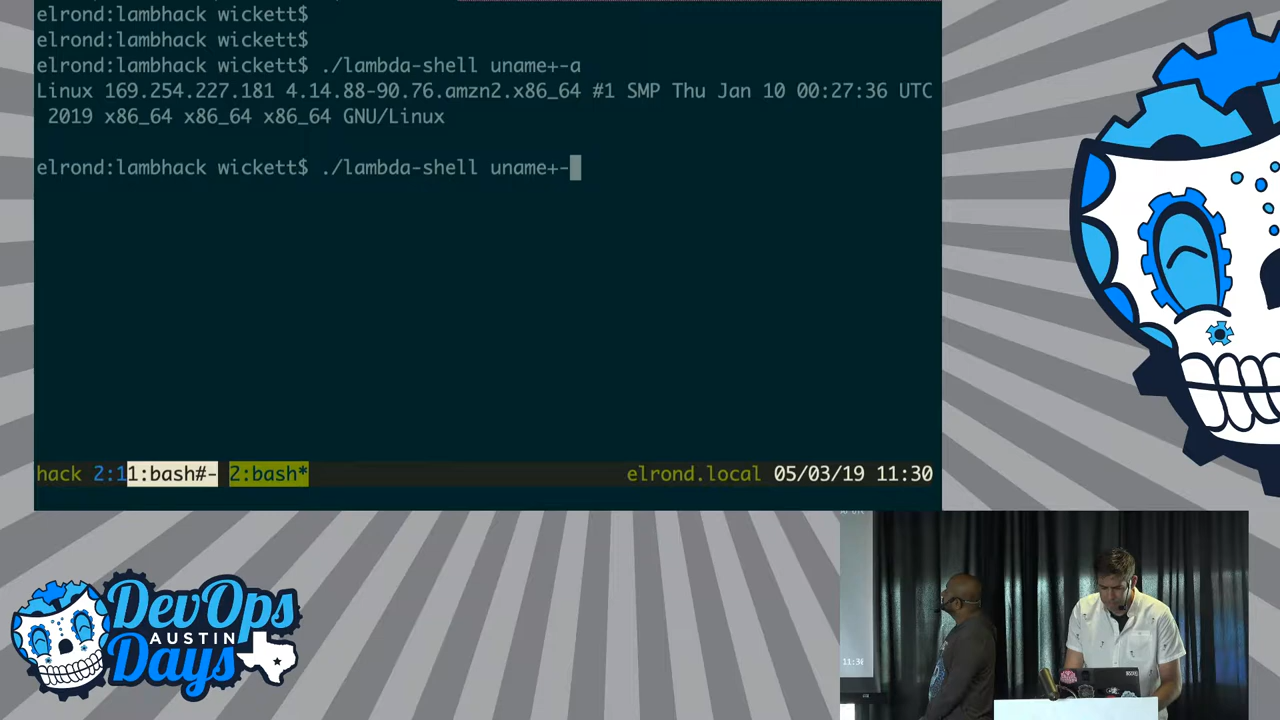 elrond:lambhack wickett$
elrond:lambhack wickett$
elrond:lambhack wickett$ ./lambda-shell uname+-a
Linux 169.254.227.181 4.14.88-90.76.amzn2.x86_64 #1 SMP Thu Jan 10 00:27:36 UTC
2019 x86_64 x86_64 x86_64 GNU/Linux
elrond:lambhack wickett$ ./lambda-shell uname+-
hack 2:11:bash#- 2:bash* elrond.local 05/03/19 11:30
DevOps
AUSTIN
Days